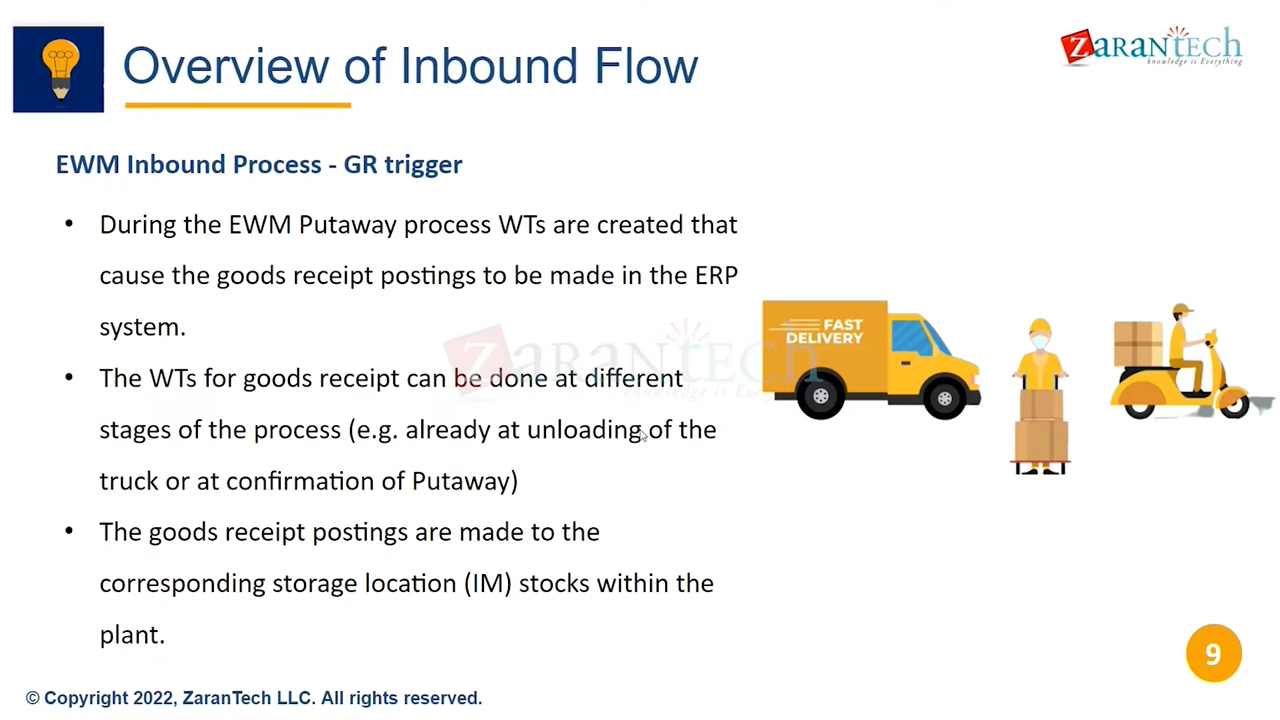 Overview of Inbound Flow
ZARANTECH
knowledge is Everything
EWM Inbound Process - GR trigger
• During the EWM Putaway process WTs are created that
cause the goods receipt postings to be made in the ERP
system.
• The WTs for goods receipt can be done at different
stages of the process (e.g. already at unloading of the
truck or at confirmation of Putaway)
• The goods receipt postings are made to the
corresponding storage location (IM) stocks within the
plant.
FAST
DELIVERY
ZARANTECH
knowledge is Everything
9
© Copyright 2022, ZaranTech LLC. All rights reserved.